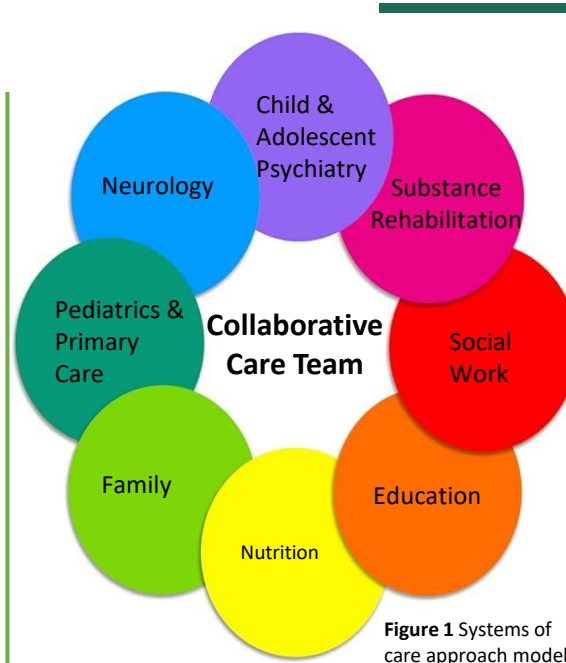 Child &
Adolescent
Psychiatry
Neurology
Substance
Rehabilitation
Pediatrics &
Primary
Care
Collaborative
Care Team
Social
Work
Family
Education
Nutrition
Figure 1 Systems of
care approach model